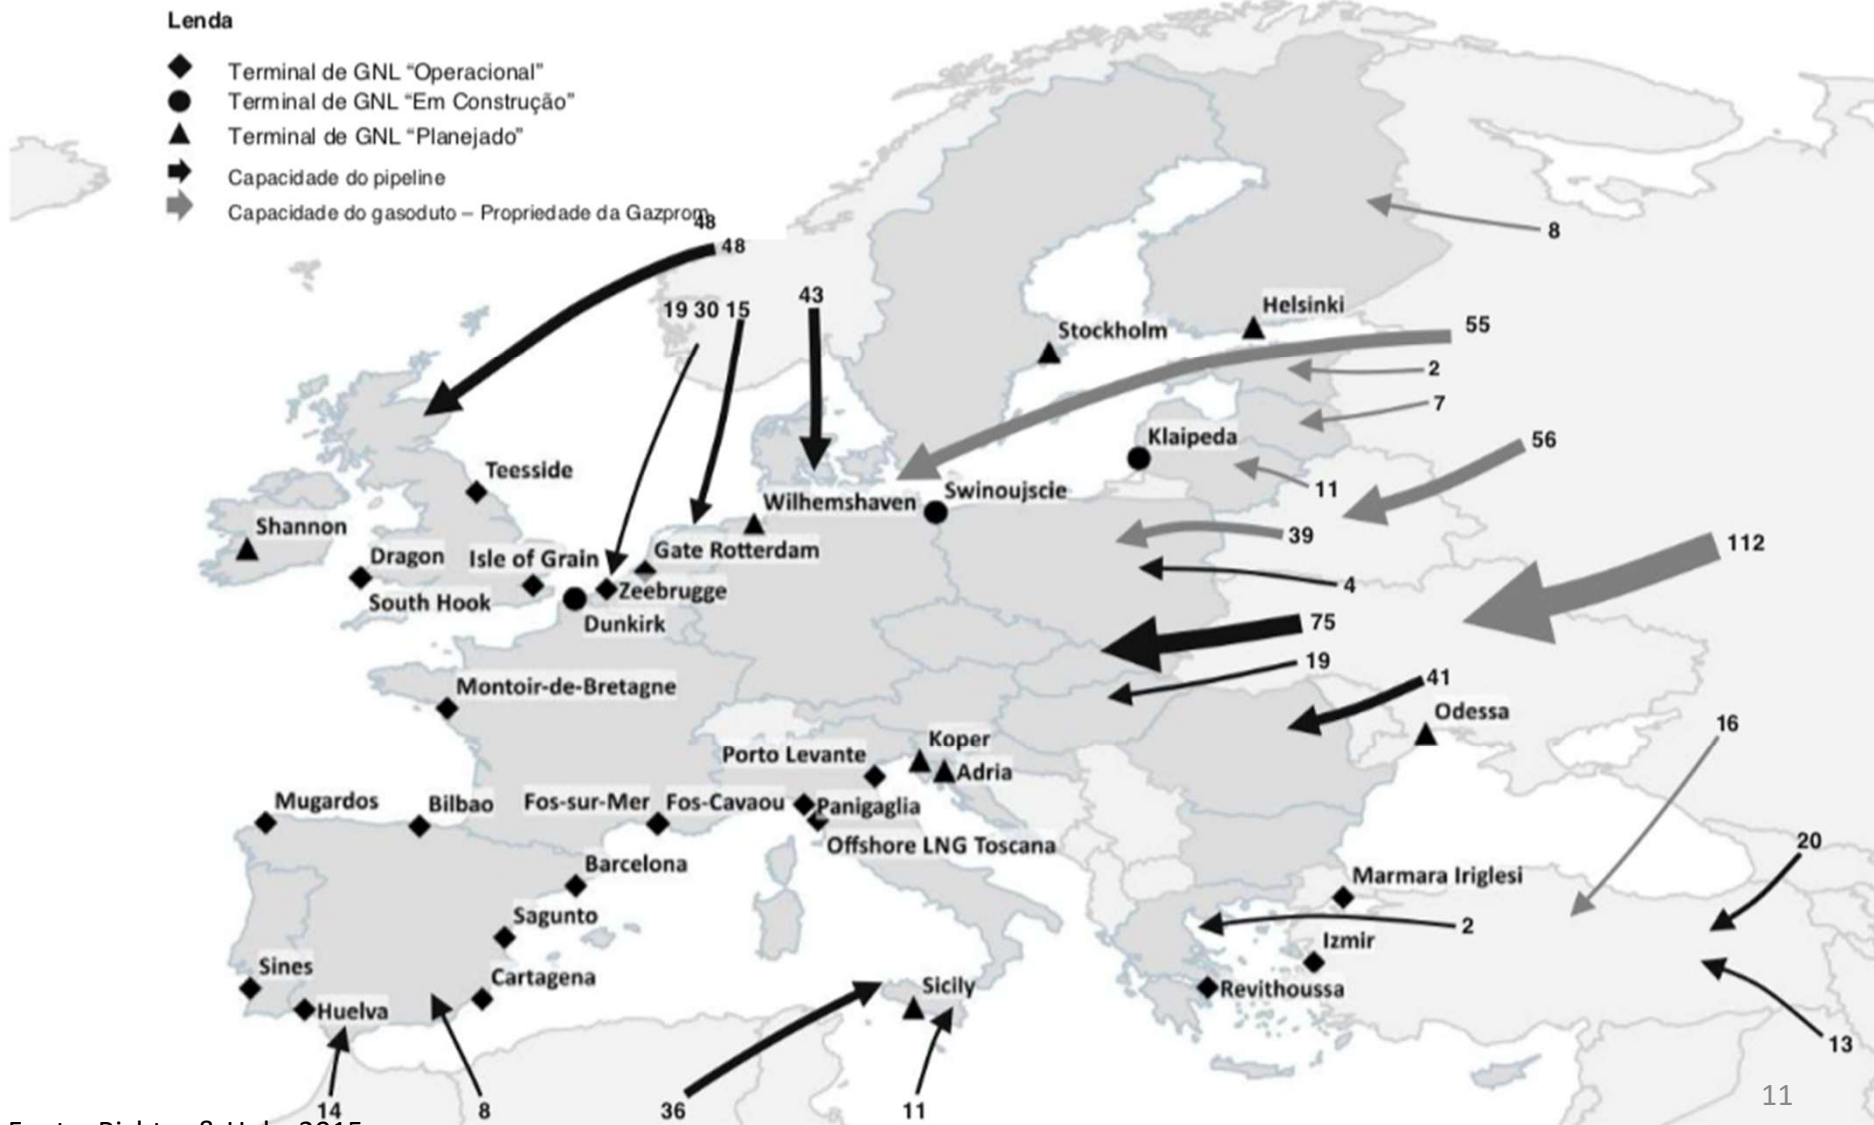 Lenda
Terminal de GNL “Operacional”
Terminal de GNL “Em Construção”
Terminal de GNL “Planejado”
Capacidade do pipeline
Capacidade do gasoduto – Propriedade da Gazprom
48
48
8
43
19 30 15
Helsinki
55
Stockholm
2
7
Klaipeda
56
Teesside
11
Swinoujscie
Wilhemshaven
Shannon
39
112
Dragon
Isle of Grain
Gate Rotterdam
4
South Hook
Zeebrugge
Dunkirk
75
19
41
Montoir-de-Bretagne
Odessa
16
Koper
Porto Levante
Adria
Mugardos
Bilbao
Fos-sur-Mer
Fos-Cavaou
Panigaglia
Offshore LNG Toscana
20
Barcelona
Marmara Iriglesi
Sagunto
2
Izmir
Sines
Cartagena
Sicily
Revithoussa
Huelva
13
11
14
8
36
11